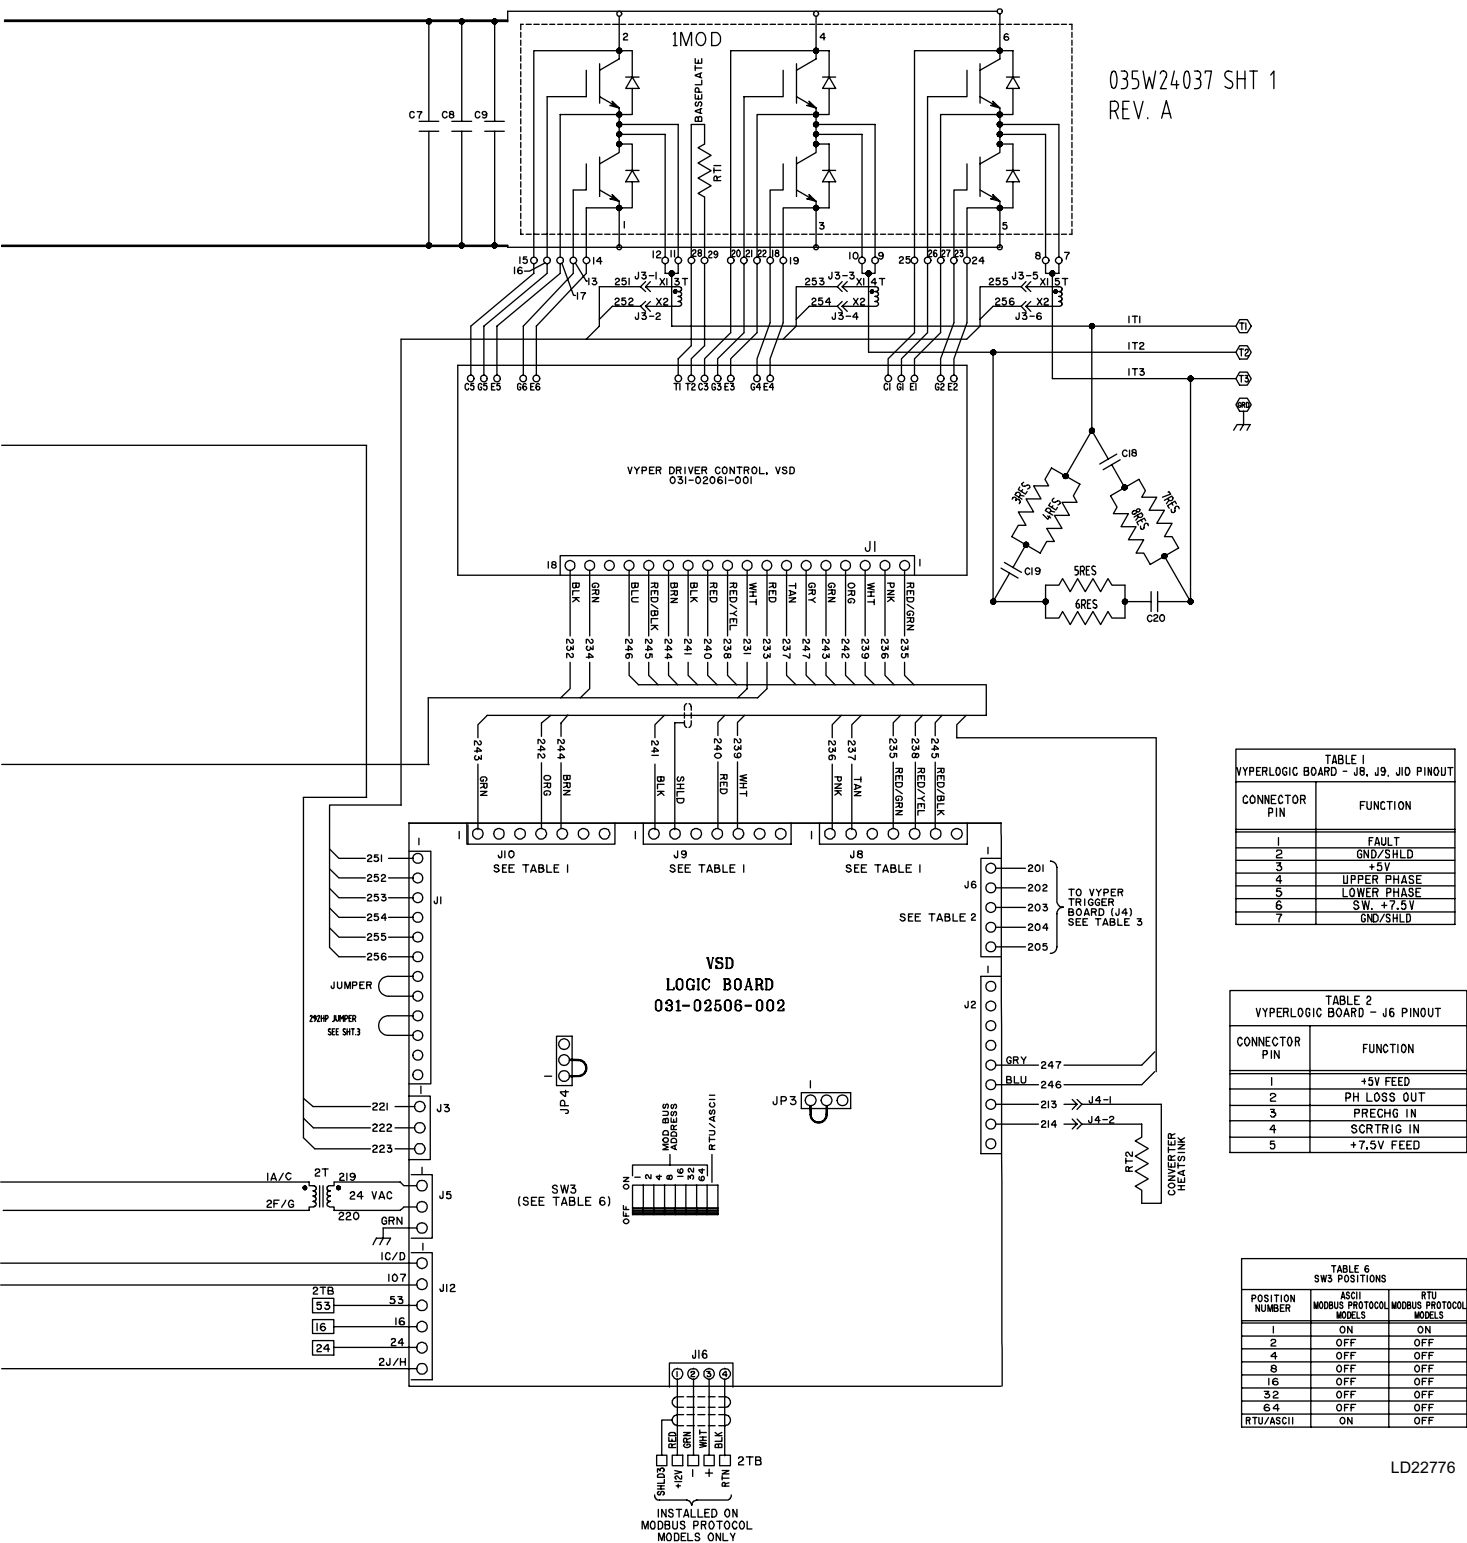 2
1MOD
4
6
035W24037 SHT 1
REV. A
BASEPLATE
RT1
C7
C8
C9
1
3
5
15
16
14
13
17
12
11
28
29
20
21
22
18
19
10
9
25
26
27
23
24
8
7
251
J3-1
X1
3T
252
X2
J3-2
253
J3-3
X1
4T
254
X2
J3-4
255
J3-5
X1
5T
256
X2
J3-6
1T1
T1
1T2
T2
1T3
T3
GRD
C5
G5
E5
G6
E6
T1
T2
C3
G3
E3
G4
E4
C1
G1
E1
G2
E2
VYPER DRIVER CONTROL, VSD
031-02061-001
J1
18
1
C18
3RES
4RES
7RES
8RES
C19
5RES
6RES
C20
BLK
GRN
BLU
RED/BLK
BRN
BLK
RED
RED/YEL
WHT
RED
TAN
GRY
GRN
ORG
WHT
PNK
RED/GRN
232
234
246
245
244
241
240
238
231
233
237
247
243
242
239
236
235
243
242
244
241
SHLD
240
239
236
237
235
238
245
GRN
ORG
BRN
BLK
RED
WHT
PNK
TAN
RED/GRN
RED/YEL
RED/BLK
1
J10
SEE TABLE 1
1
J9
SEE TABLE 1
1
J8
SEE TABLE 1
TABLE 1
VYPERLOGIC BOARD - J8, J9, J10 PINOUT
CONNECTOR PIN
FUNCTION
1 FAULT
2 GND/SHLD
3 +5V
4 UPPER PHASE
5 LOWER PHASE
6 SW. +7.5V
7 GND/SHLD
1
251
252
253
254
255
256
J1
JUMPER
292HP JUMPER
SEE SHT.3
1
J6
SEE TABLE 2
201
202
203
204
205
TO VYPER
TRIGGER
BOARD (J4)
SEE TABLE 3
VSD
LOGIC BOARD
031-02506-002
1
J2
GRY
247
BLU
246
213
J4-1
214
J4-2
RT2
CONVERTER
HEATSINK
TABLE 2
VYPERLOGIC BOARD - J6 PINOUT
CONNECTOR PIN
FUNCTION
1 +5V FEED
2 PH LOSS OUT
3 PRECHG IN
4 SCRTRIG IN
5 +7.5V FEED
1
JP4
1
JP3
1
221
222
223
J3
MOD BUS
ADDRESS
RTU/ASCII
ON
1
2
4
8
16
32
64
OFF
SW3
(SEE TABLE 6)
1A/C
2T
219
24 VAC
2F/G
220
GRN
1
J5
1C/D
1
107
J12
2TB
53
53
16
16
24
24
2J/H
TABLE 6
SW3 POSITIONS
POSITION NUMBER
ASCII MODBUS PROTOCOL MODELS
RTU MODBUS PROTOCOL MODELS
1 ON ON
2 OFF OFF
4 OFF OFF
8 OFF OFF
16 OFF OFF
32 OFF OFF
64 OFF OFF
RTU/ASCII ON OFF
J16
1
2
3
4
RED
GRN
WHT
BLK
2TB
SHLD3
+12V
-
+
RTN
INSTALLED ON
MODBUS PROTOCOL
MODELS ONLY
LD22776